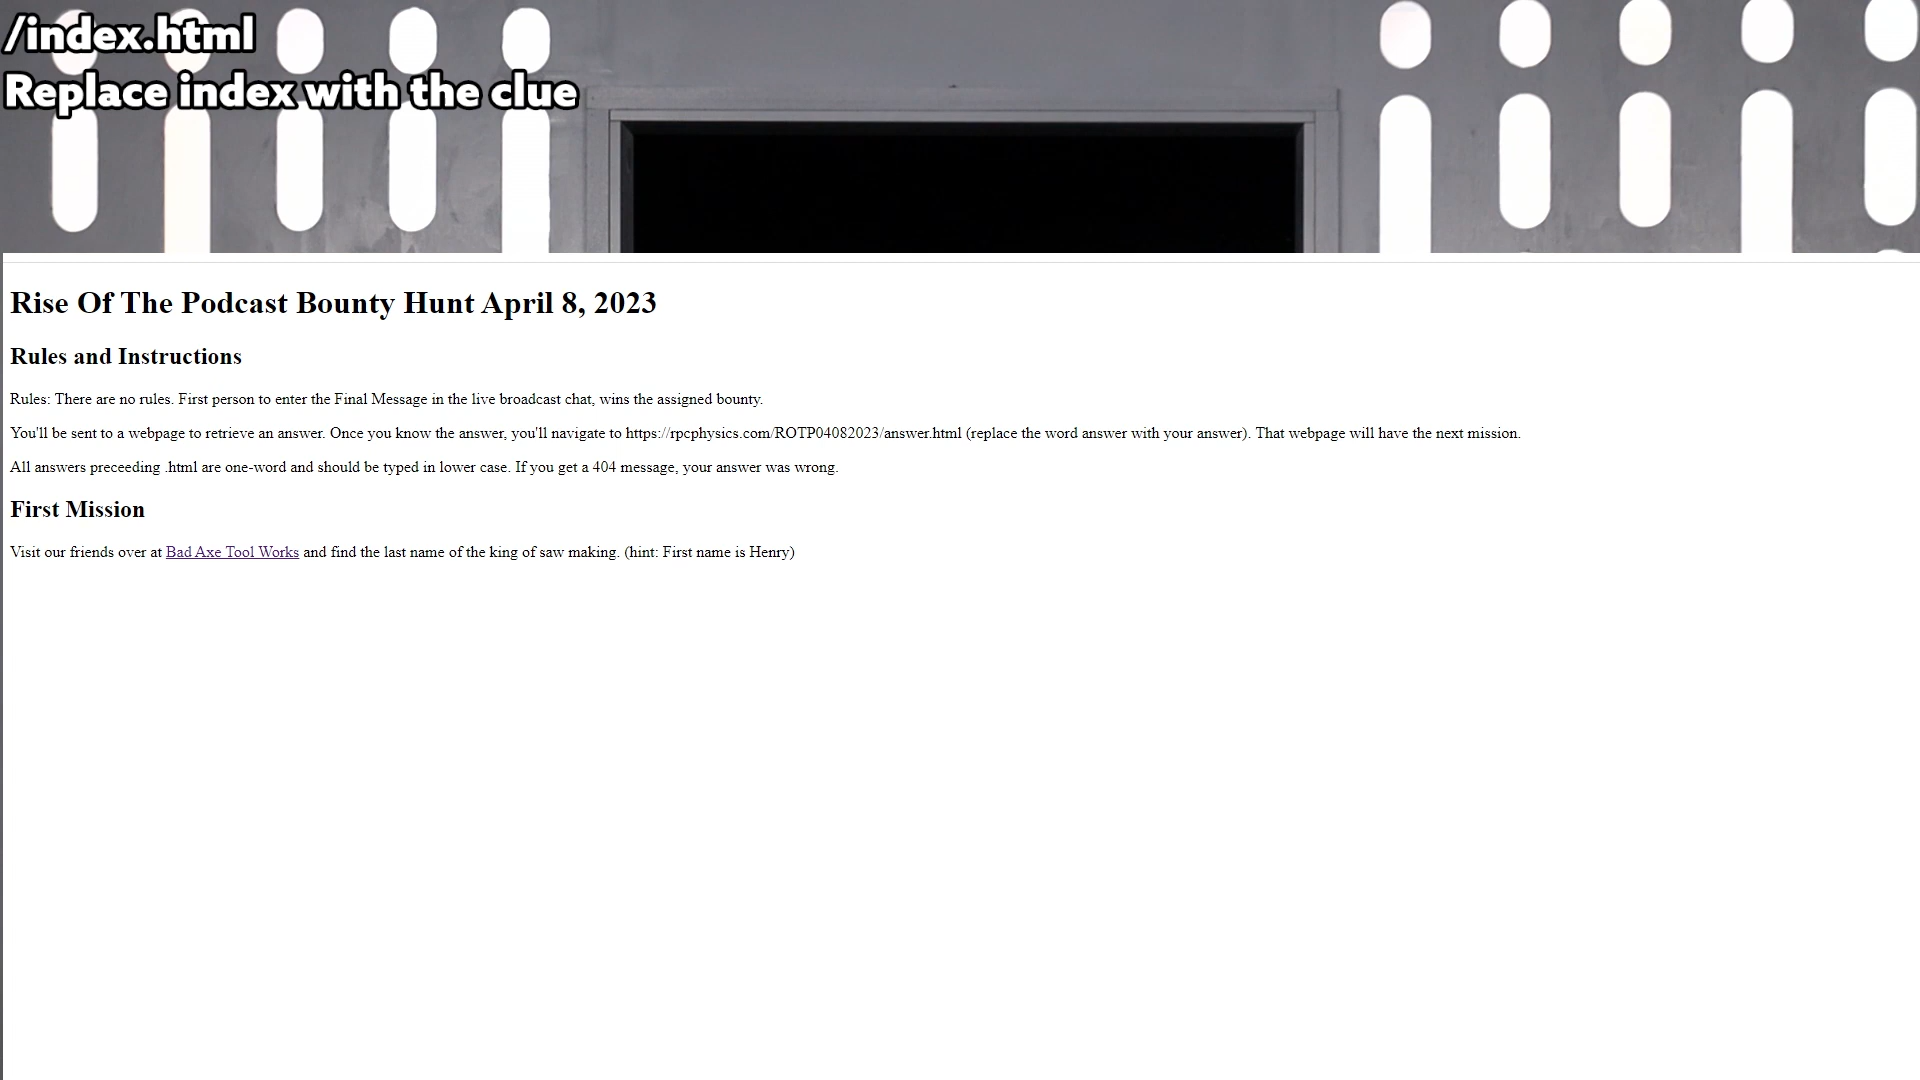 /index.html
Replace index with the clue
Rise Of The Podcast Bounty Hunt April 8, 2023
Rules and Instructions
Rules: There are no rules. First person to enter the Final Message in the live broadcast chat, wins the assigned bounty.
You'll be sent to a webpage to retrieve an answer. Once you know the answer, you'll navigate to https://rpcphysics.com/ROTP04082023/answer.html (replace the word answer with your answer). That webpage will have the next mission.
All answers preceeding .html are one-word and should be typed in lower case. If you get a 404 message, your answer was wrong.
First Mission
Visit our friends over at Bad Axe Tool Works and find the last name of the king of saw making. (hint: First name is Henry)